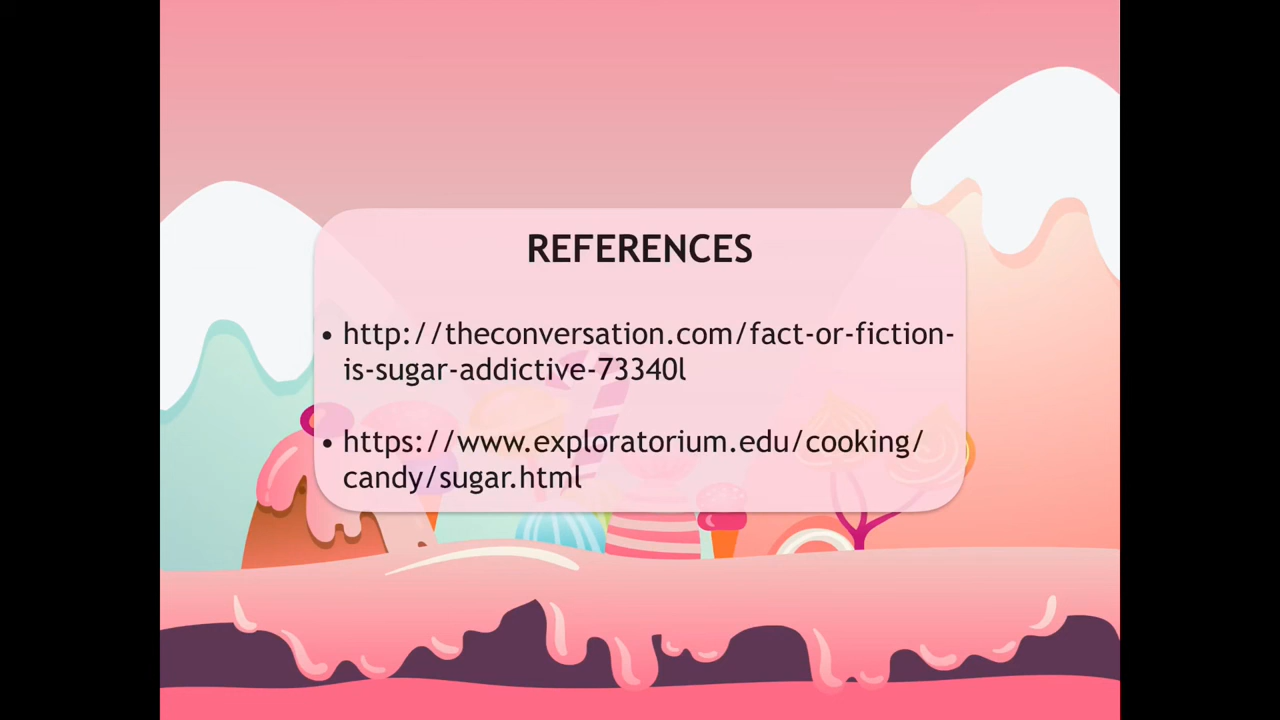 REFERENCES
• http://theconversation.com/fact-or-fiction-
is-sugar-addictive-73340l
• https://www.exploratorium.edu/cooking/
candy/sugar.html